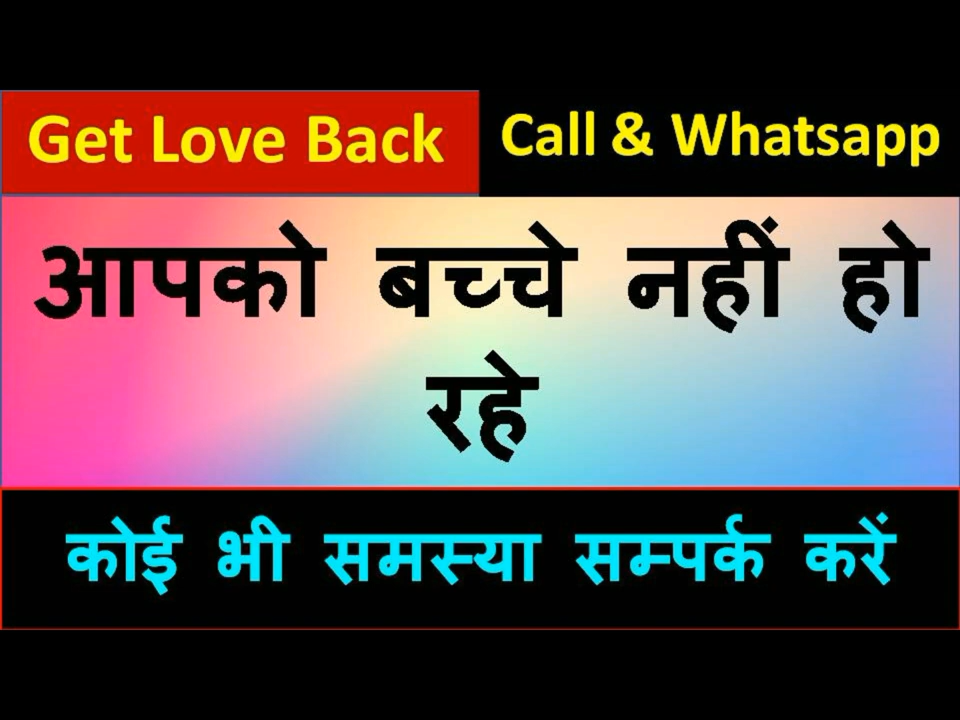 Get Love Back
Call & Whatsapp
आपको बच्चे नहीं हो
रहे
कोई भी समस्या सम्पर्क करें